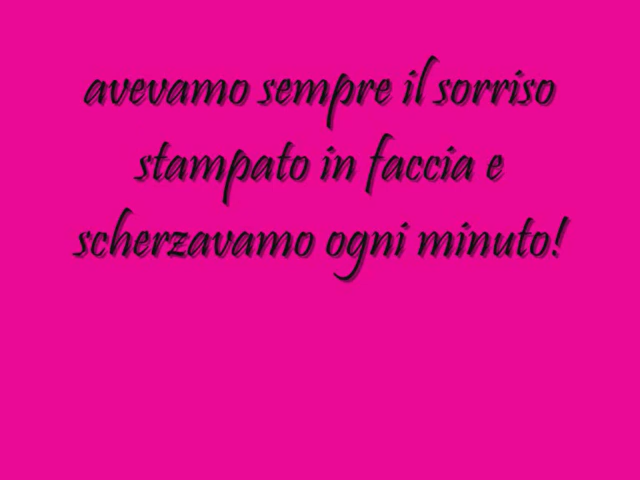 avevamo sempre il sorriso
stampato in faccia e
scherzavamo ogni minuto!